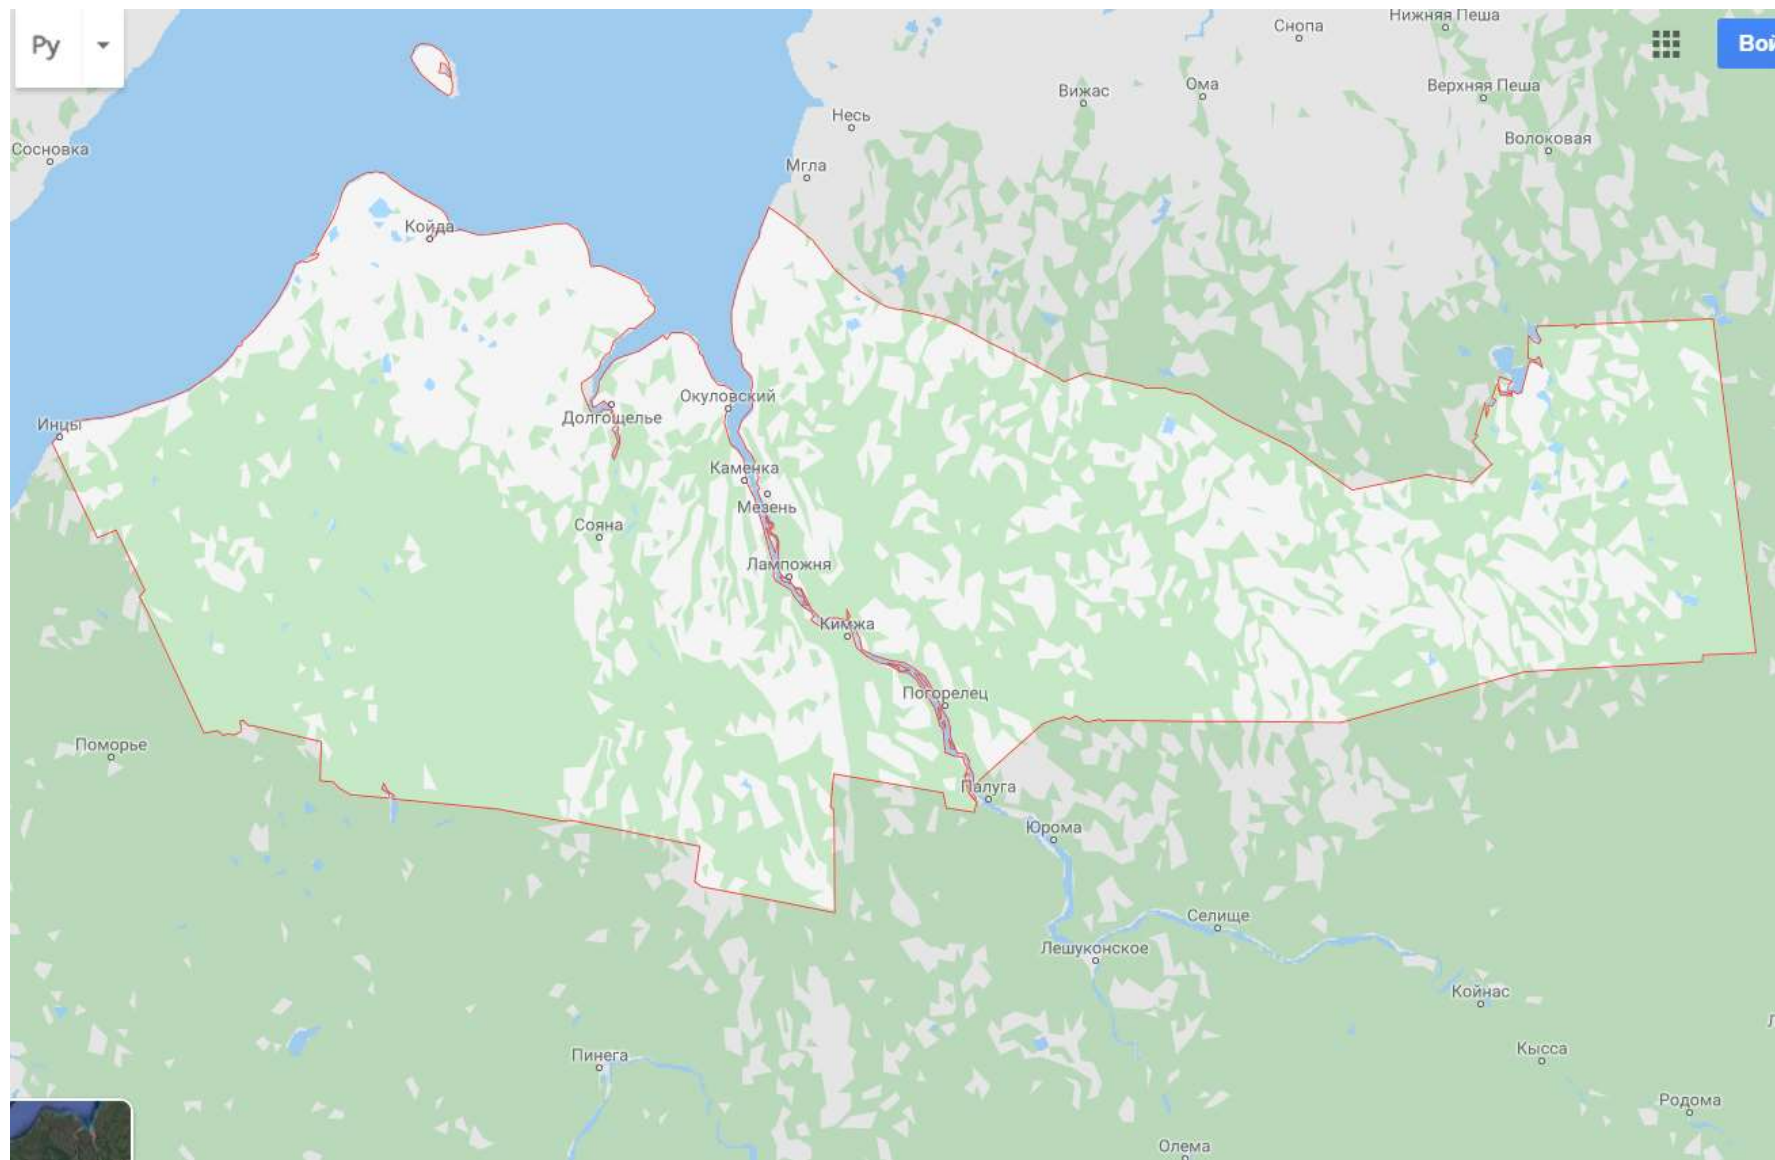 Ру
Снопа
Нижняя Пеша
Вой
Вижас
Ома
Верхняя Пеша
Несь
Волоковая
Сосновка
Мгла
Койда
Окуловский
Долгощелье
Инцы
Каменка
Мезень
Сояна
Лампожня
Кимжа
Погорелец
Поморье
Палуга
Юрома
Селище
Лешуконское
Койнас
Кысса
Пинега
Родома
Олема